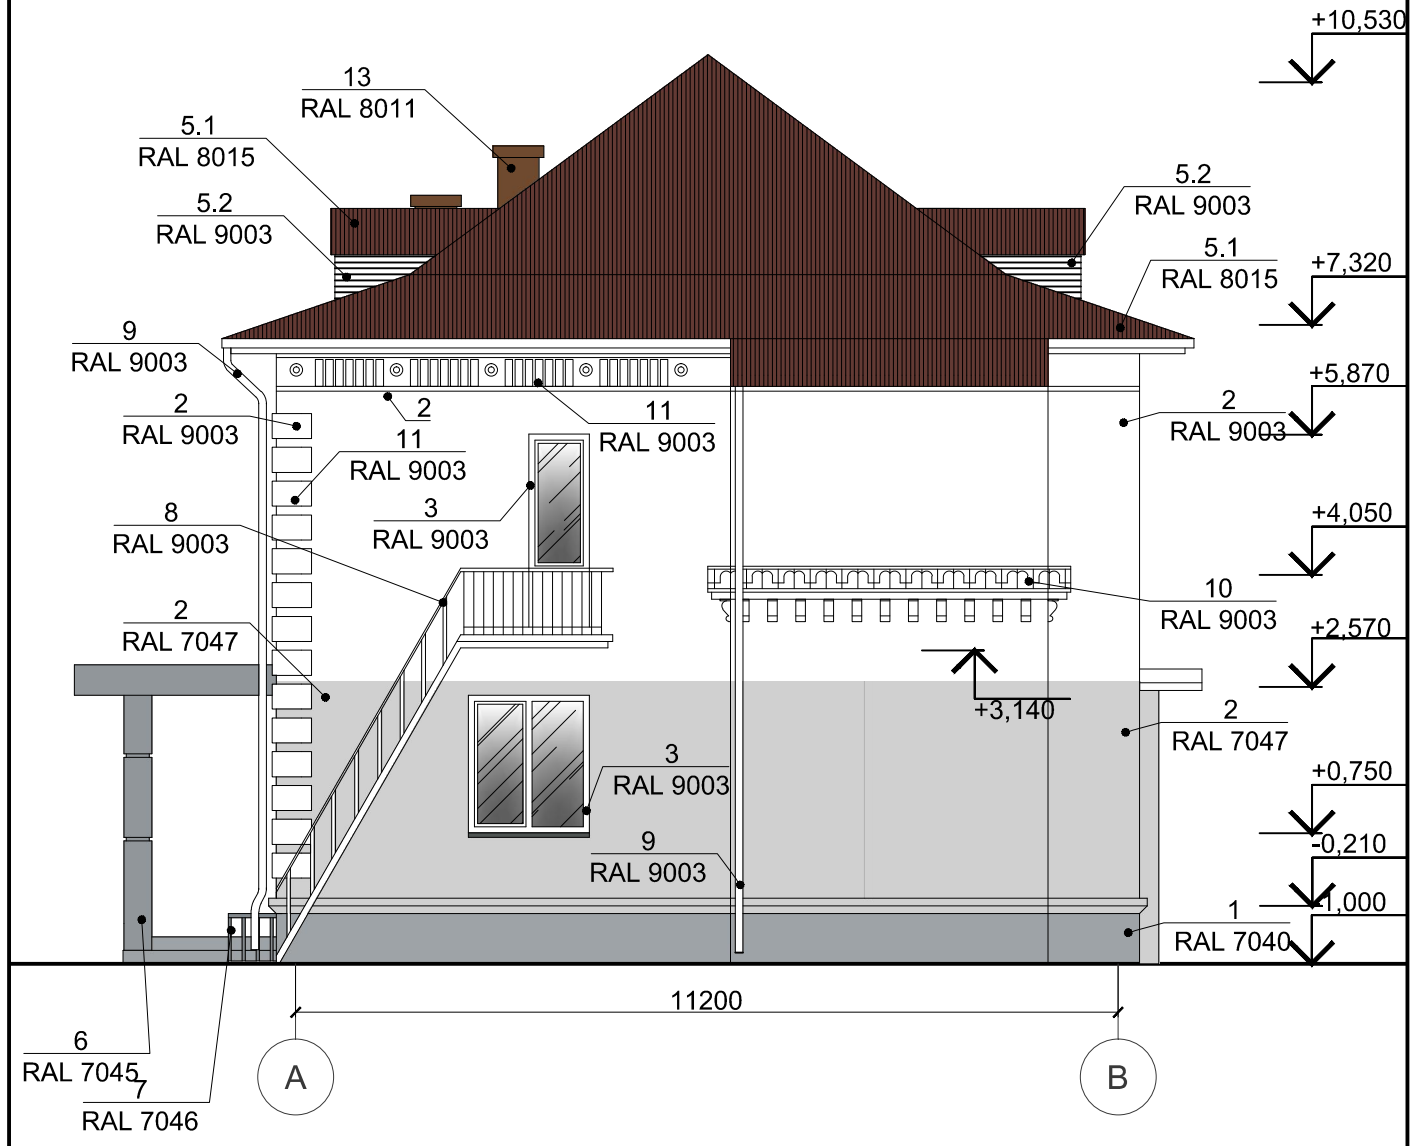 +10,530
13
RAL 8011
5.1
RAL 8015
5.2
RAL 9003
5.2
RAL 9003
5.1
RAL 8015
+7,320
9
RAL 9003
+5,870
2
RAL 9003
2
11
RAL 9003
2
RAL 9003
11
RAL 9003
3
RAL 9003
8
RAL 9003
+4,050
10
RAL 9003
2
RAL 7047
+2,570
+3,140
2
RAL 7047
3
RAL 9003
+0,750
9
RAL 9003
-0,210
-1,000
1
RAL 7040
11200
6
RAL 7045
7
RAL 7046
А
В